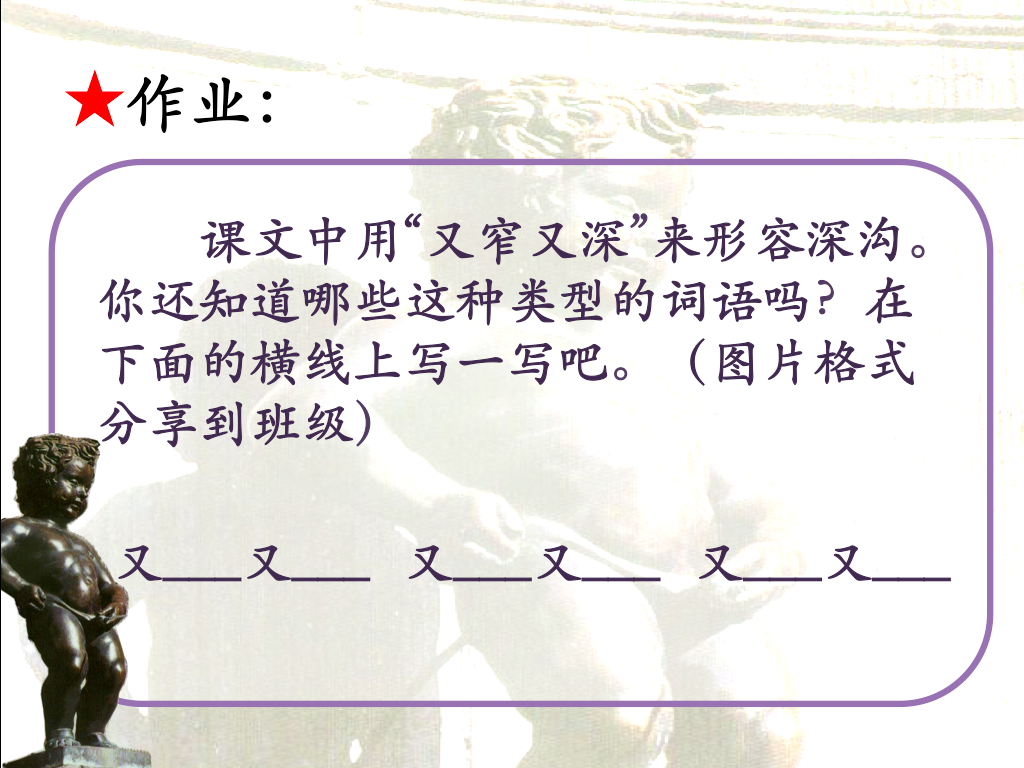 ★作业：
课文中用“又窄又深”来形容深沟。
你还知道哪些这种类型的词语吗？在
下面的横线上写一写吧。（图片格式
分享到班级）
又___又___ 又___又___ 又___又___